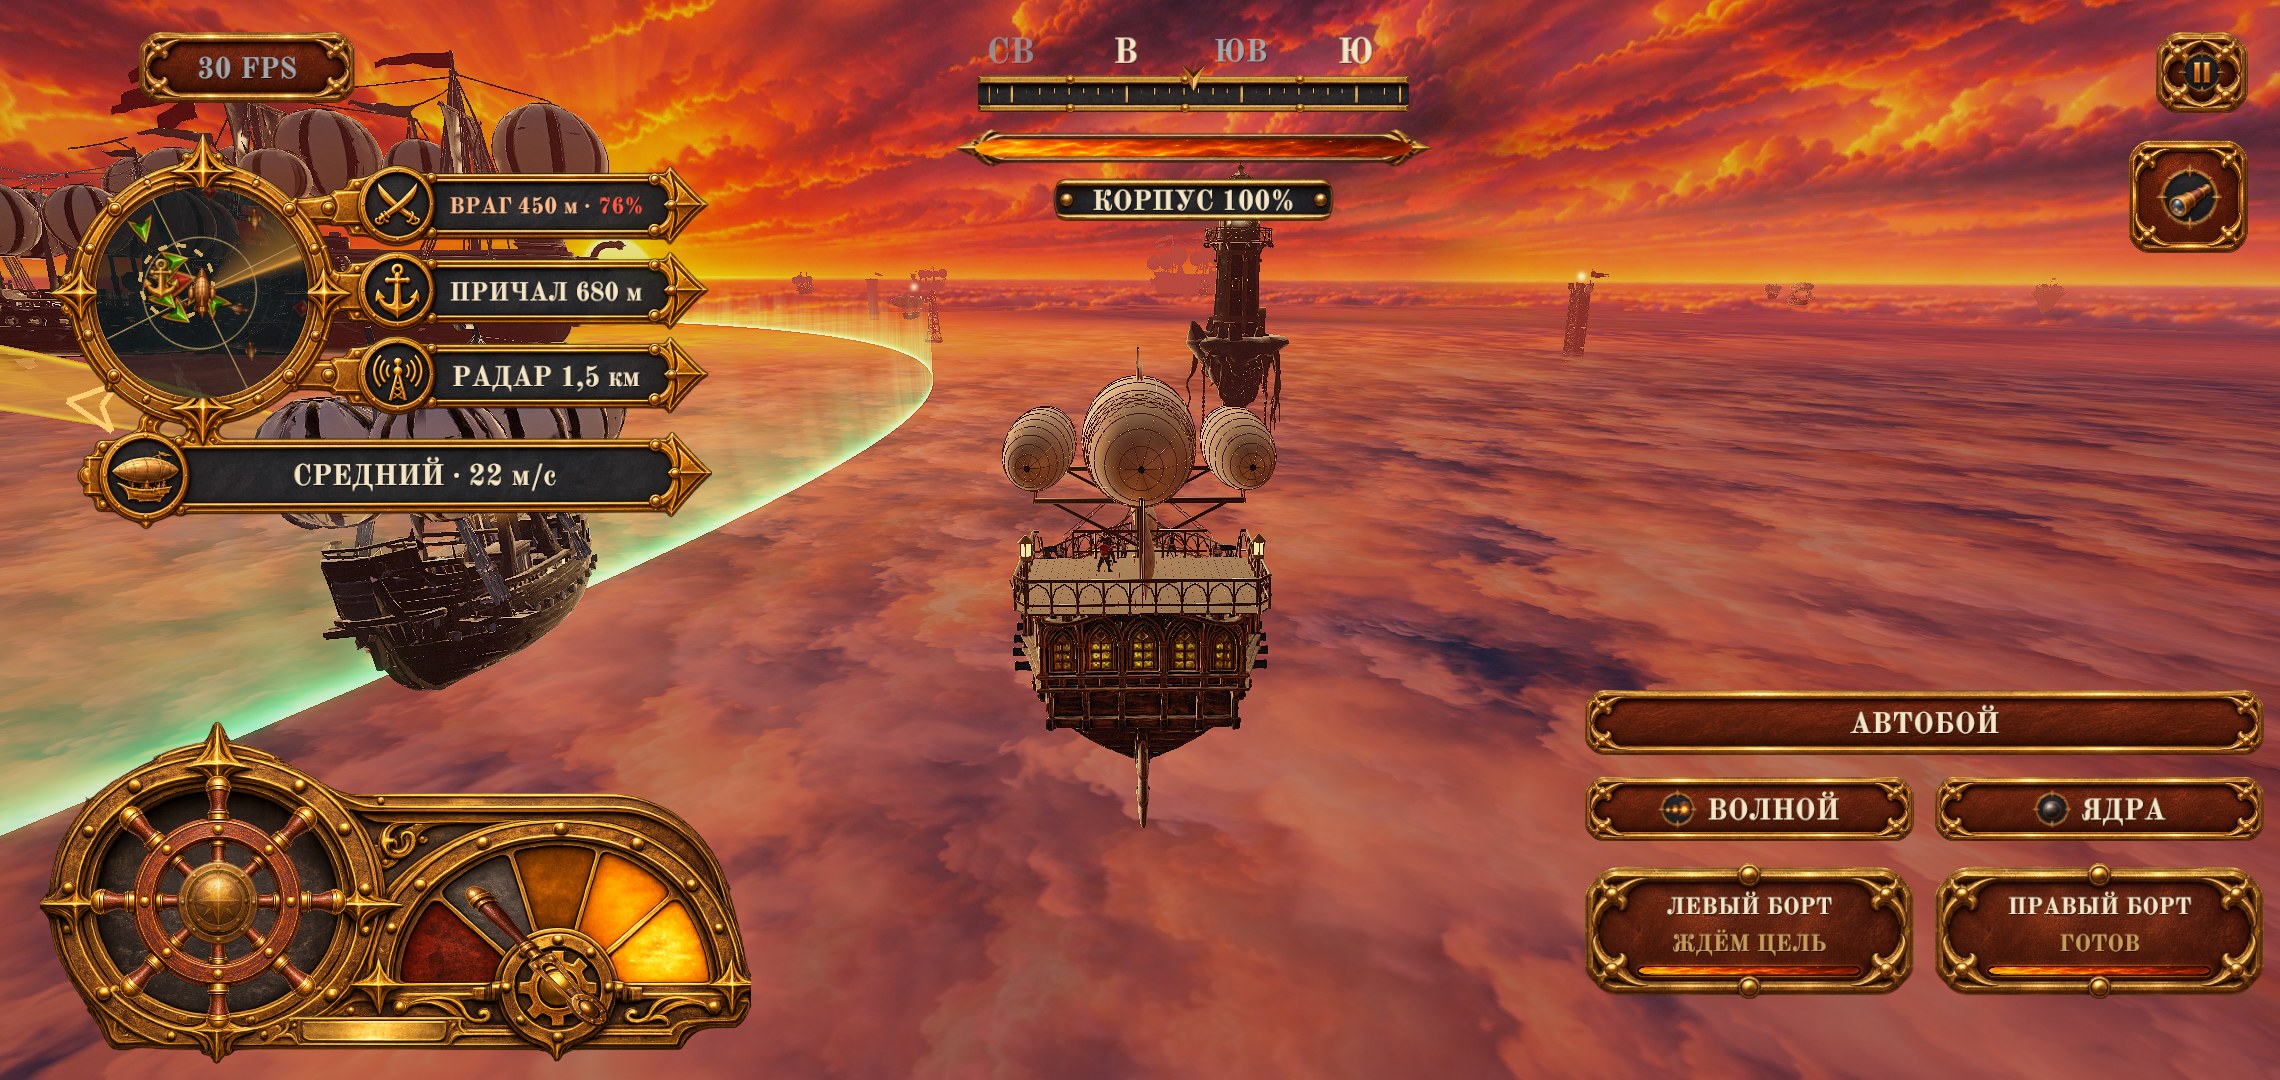 30 FPS
СВ В ЮВ Ю
КОРПУС 100%
ВРАГ 450 м · 76%
ПРИЧАЛ 680 м
РАДАР 1,5 км
СРЕДНИЙ · 22 м/с
АВТОБОЙ
ВОЛНОЙ
ЯДРА
ЛЕВЫЙ БОРТ
ЖДЁМ ЦЕЛЬ
ПРАВЫЙ БОРТ
ГОТОВ